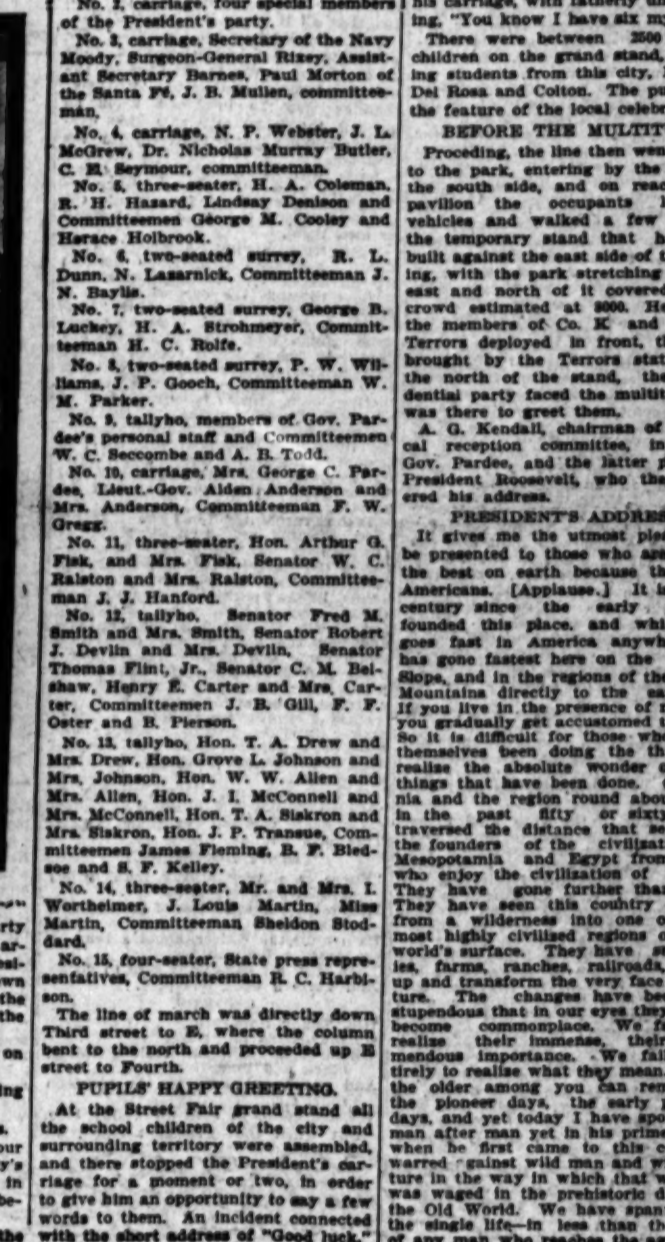 No. 2, carriage, four special members
of the President's party.
No. 3, carriage, Secretary of the Navy
Moody, Surgeon-General Rixey, Assist-
ant Secretary Barnes, Paul Morton of
the Santa Fé, J. B. Mullen, committee-
man.
No. 4, carriage, N. P. Webster, J. L.
McGrew, Dr. Nicholas Murray Butler,
C. E. Seymour, committeeman.
No. 5, three-seater, H. A. Coleman,
R. H. Hazard, Lindsay Denison and
Committeemen George M. Cooley and
Horace Holbrook.
No. 6, two-seated surrey, R. L.
Dunn, N. Lazarnick, Committeeman J.
N. Baylis.
No. 7, two-seated surrey, George B.
Luckey, H. A. Strohmeyer, Commit-
teeman H. C. Rolfe.
No. 8, two-seated surrey, P. W. Wil-
liams, J. P. Gooch, Committeeman W.
M. Parker.
No. 9, tallyho, members of Gov. Par-
dee's personal staff and Committeemen
W. C. Seccombe and A. B. Todd.
No. 10, carriage, Mrs. George C. Par-
dee, Lieut.-Gov. Alden Anderson and
Mrs. Anderson, Committeeman F. W.
Gregg.
No. 11, three-seater, Hon. Arthur G.
Fisk, and Mrs. Fisk, Senator W. C.
Ralston and Mrs. Ralston, Committee-
man J. J. Hanford.
No. 12, tallyho, Senator Fred M.
Smith and Mrs. Smith, Senator Robert
J. Devlin and Mrs. Devlin, Senator
Thomas Flint, Jr., Senator C. M. Bel-
shaw, Henry E. Carter and Mrs. Car-
ter, Committeemen J. B. Gill, F. F.
Oster and B. Pierson.
No. 13, tallyho, Hon. T. A. Drew and
Mrs. Drew, Hon. Grove L. Johnson and
Mrs. Johnson, Hon. W. W. Allen and
Mrs. Allen, Hon. J. I. McConnell and
Mrs. McConnell, Hon. T. A. Siskron and
Mrs. Siskron, Hon. J. P. Transue, Com-
mitteemen James Fleming, B. F. Bled-
soe and S. F. Kelley.
No. 14, three-seater, Mr. and Mrs. I.
Wortheimer, J. Louis Martin, Miss
Martin, Committeeman Sheldon Stod-
dard.
No. 15, four-seater, State press repre-
sentatives, Committeeman R. C. Harbi-
son.
The line of march was directly down
Third street to E, where the column
bent to the north and proceeded up E
street to Fourth.
PUPILS' HAPPY GREETING.
At the Street Fair grand stand all
the school children of the city and
surrounding territory were assembled,
and there stopped the President's car-
riage for a moment or two, in order
to give him an opportunity to say a few
words to them. An incident connected
with the short address of "Good luck,"
his carriage, with fatherly
ing, "You know I have six
There were between 2500
children on the grand stand,
ing students from this city,
Del Rosa and Colton. The
the feature of the local
BEFORE THE
Proceding, the line then
to the park, entering by the
the south side, and on
pavilion the occupants
vehicles and walked a few
the temporary stand that
built against the east side of
ing, with the park stretching
east and north of it covered
crowd estimated at 8000.
the members of Co. K and
Terrors deployed in front,
brought by the Terrors
the north of the stand,
dential party faced the
was there to greet them.
A. G. Kendall, chairman of
cal reception committee,
Gov. Pardee, and the latter
President Roosevelt, who
ered his address.
PRESIDENT'S
It gives me the utmost
be presented to those who
the best on earth because
Americans. [Applause.] It
century since the early
founded this place, and
goes fast in America
has gone fastest here on the
Slope, and in the regions of the
Mountains directly to the
If you live in the presence of
you gradually get accustomed
So it is difficult for those
themselves been doing the
realize the absolute wonder
things that have been done.
nia and the region round
in the past fifty or
traversed the distance that
the founders of the
Mesopotamia and Egypt from
who enjoy the civilization of
They have gone further
They have seen this country
from a wilderness into one
most highly civilized regions
world's surface. They have
ies, farms, ranches, railroads,
up and transform the very face
ture. The changes have
stupendous that in our eyes
become commonplace. We
realize their immense, their
mendous importance. We
tirely to realize what they mean.
the older among you can
the pioneer days, the early
days, and yet today I have
man after man yet in his
when he first came to this
warred gainst wild man and
ture in the way in which that
was waged in the prehistoric
the Old World. We have
the single life—in less than
of any man who reaches the